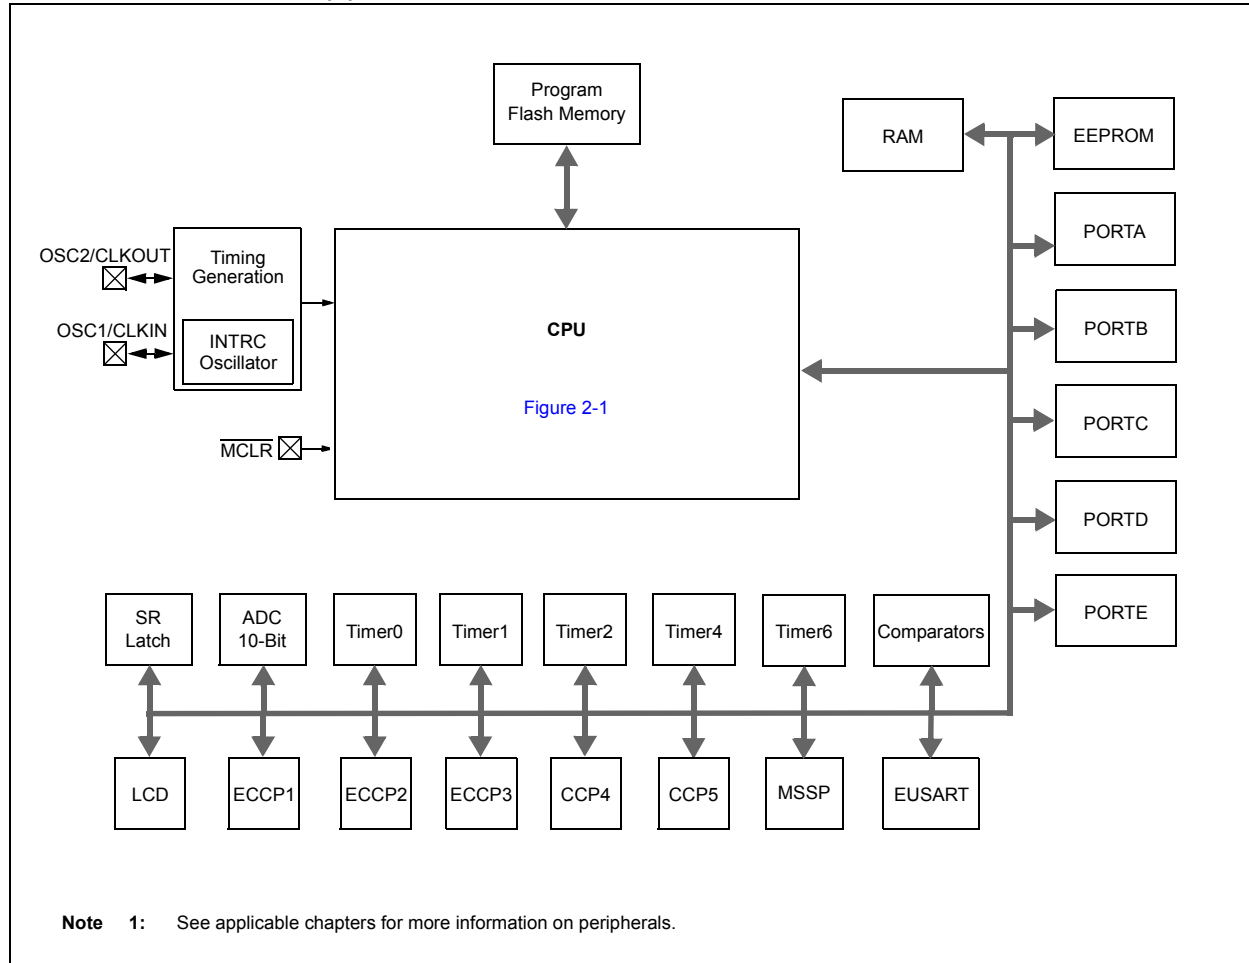 Program
Flash Memory
RAM
EEPROM
PORTA
OSC2/CLKOUT
Timing
Generation
OSC1/CLKIN
INTRC
Oscillator
CPU
PORTB
Figure 2-1
PORTC
MCLR
PORTD
SR
Latch
ADC
10-Bit
Timer0
Timer1
Timer2
Timer4
Timer6
Comparators
PORTE
LCD
ECCP1
ECCP2
ECCP3
CCP4
CCP5
MSSP
EUSART
Note 1: See applicable chapters for more information on peripherals.